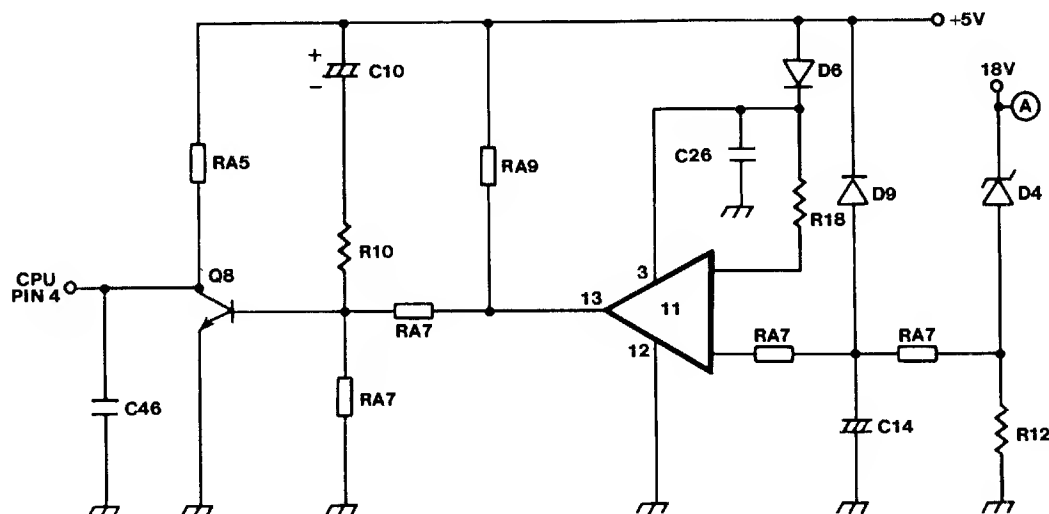 +5V
+
C10
−
D6
18V
A
RA5
RA9
C26
R18
D9
D4
R10
CPU
PIN 4
Q8
3
13
11
12
RA7
RA7
RA7
RA7
C46
C14
R12